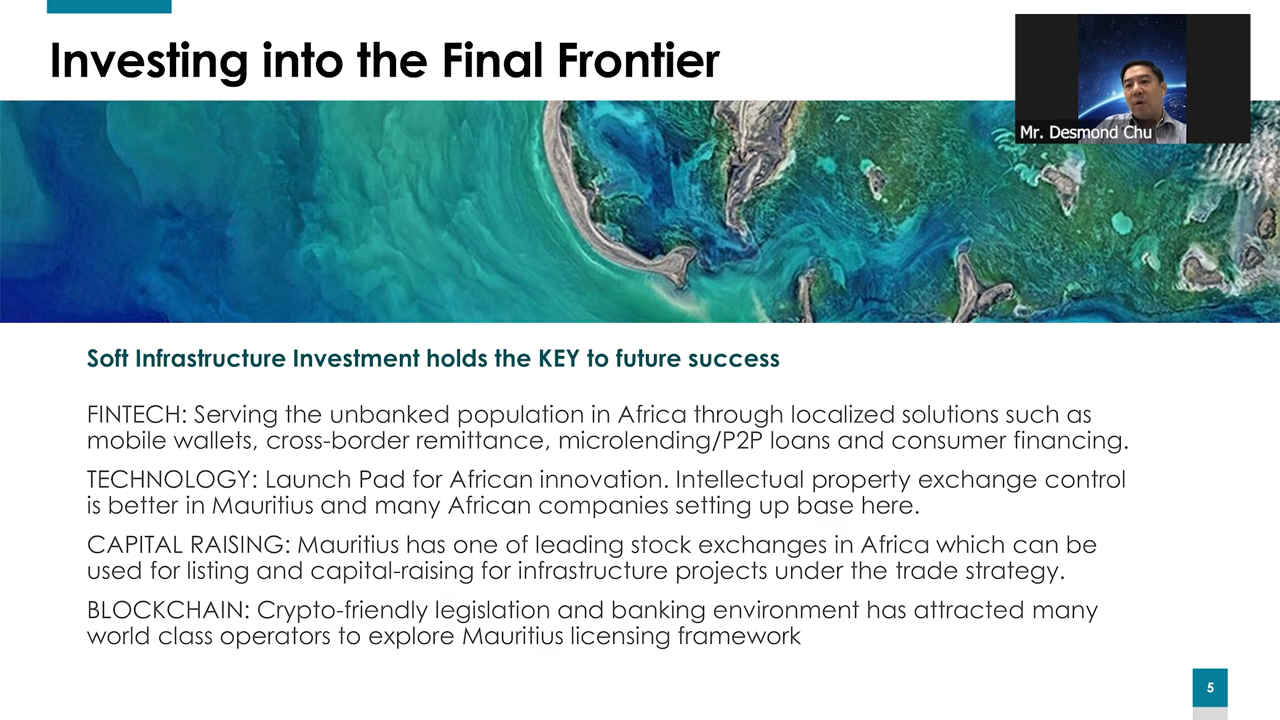 Investing into the Final Frontier
Mr. Desmond Chu
Soft Infrastructure Investment holds the KEY to future success
FINTECH: Serving the unbanked population in Africa through localized solutions such as
mobile wallets, cross-border remittance, microlending/P2P loans and consumer financing.
TECHNOLOGY: Launch Pad for African innovation. Intellectual property exchange control
is better in Mauritius and many African companies setting up base here.
CAPITAL RAISING: Mauritius has one of leading stock exchanges in Africa which can be
used for listing and capital-raising for infrastructure projects under the trade strategy.
BLOCKCHAIN: Crypto-friendly legislation and banking environment has attracted many
world class operators to explore Mauritius licensing framework
5